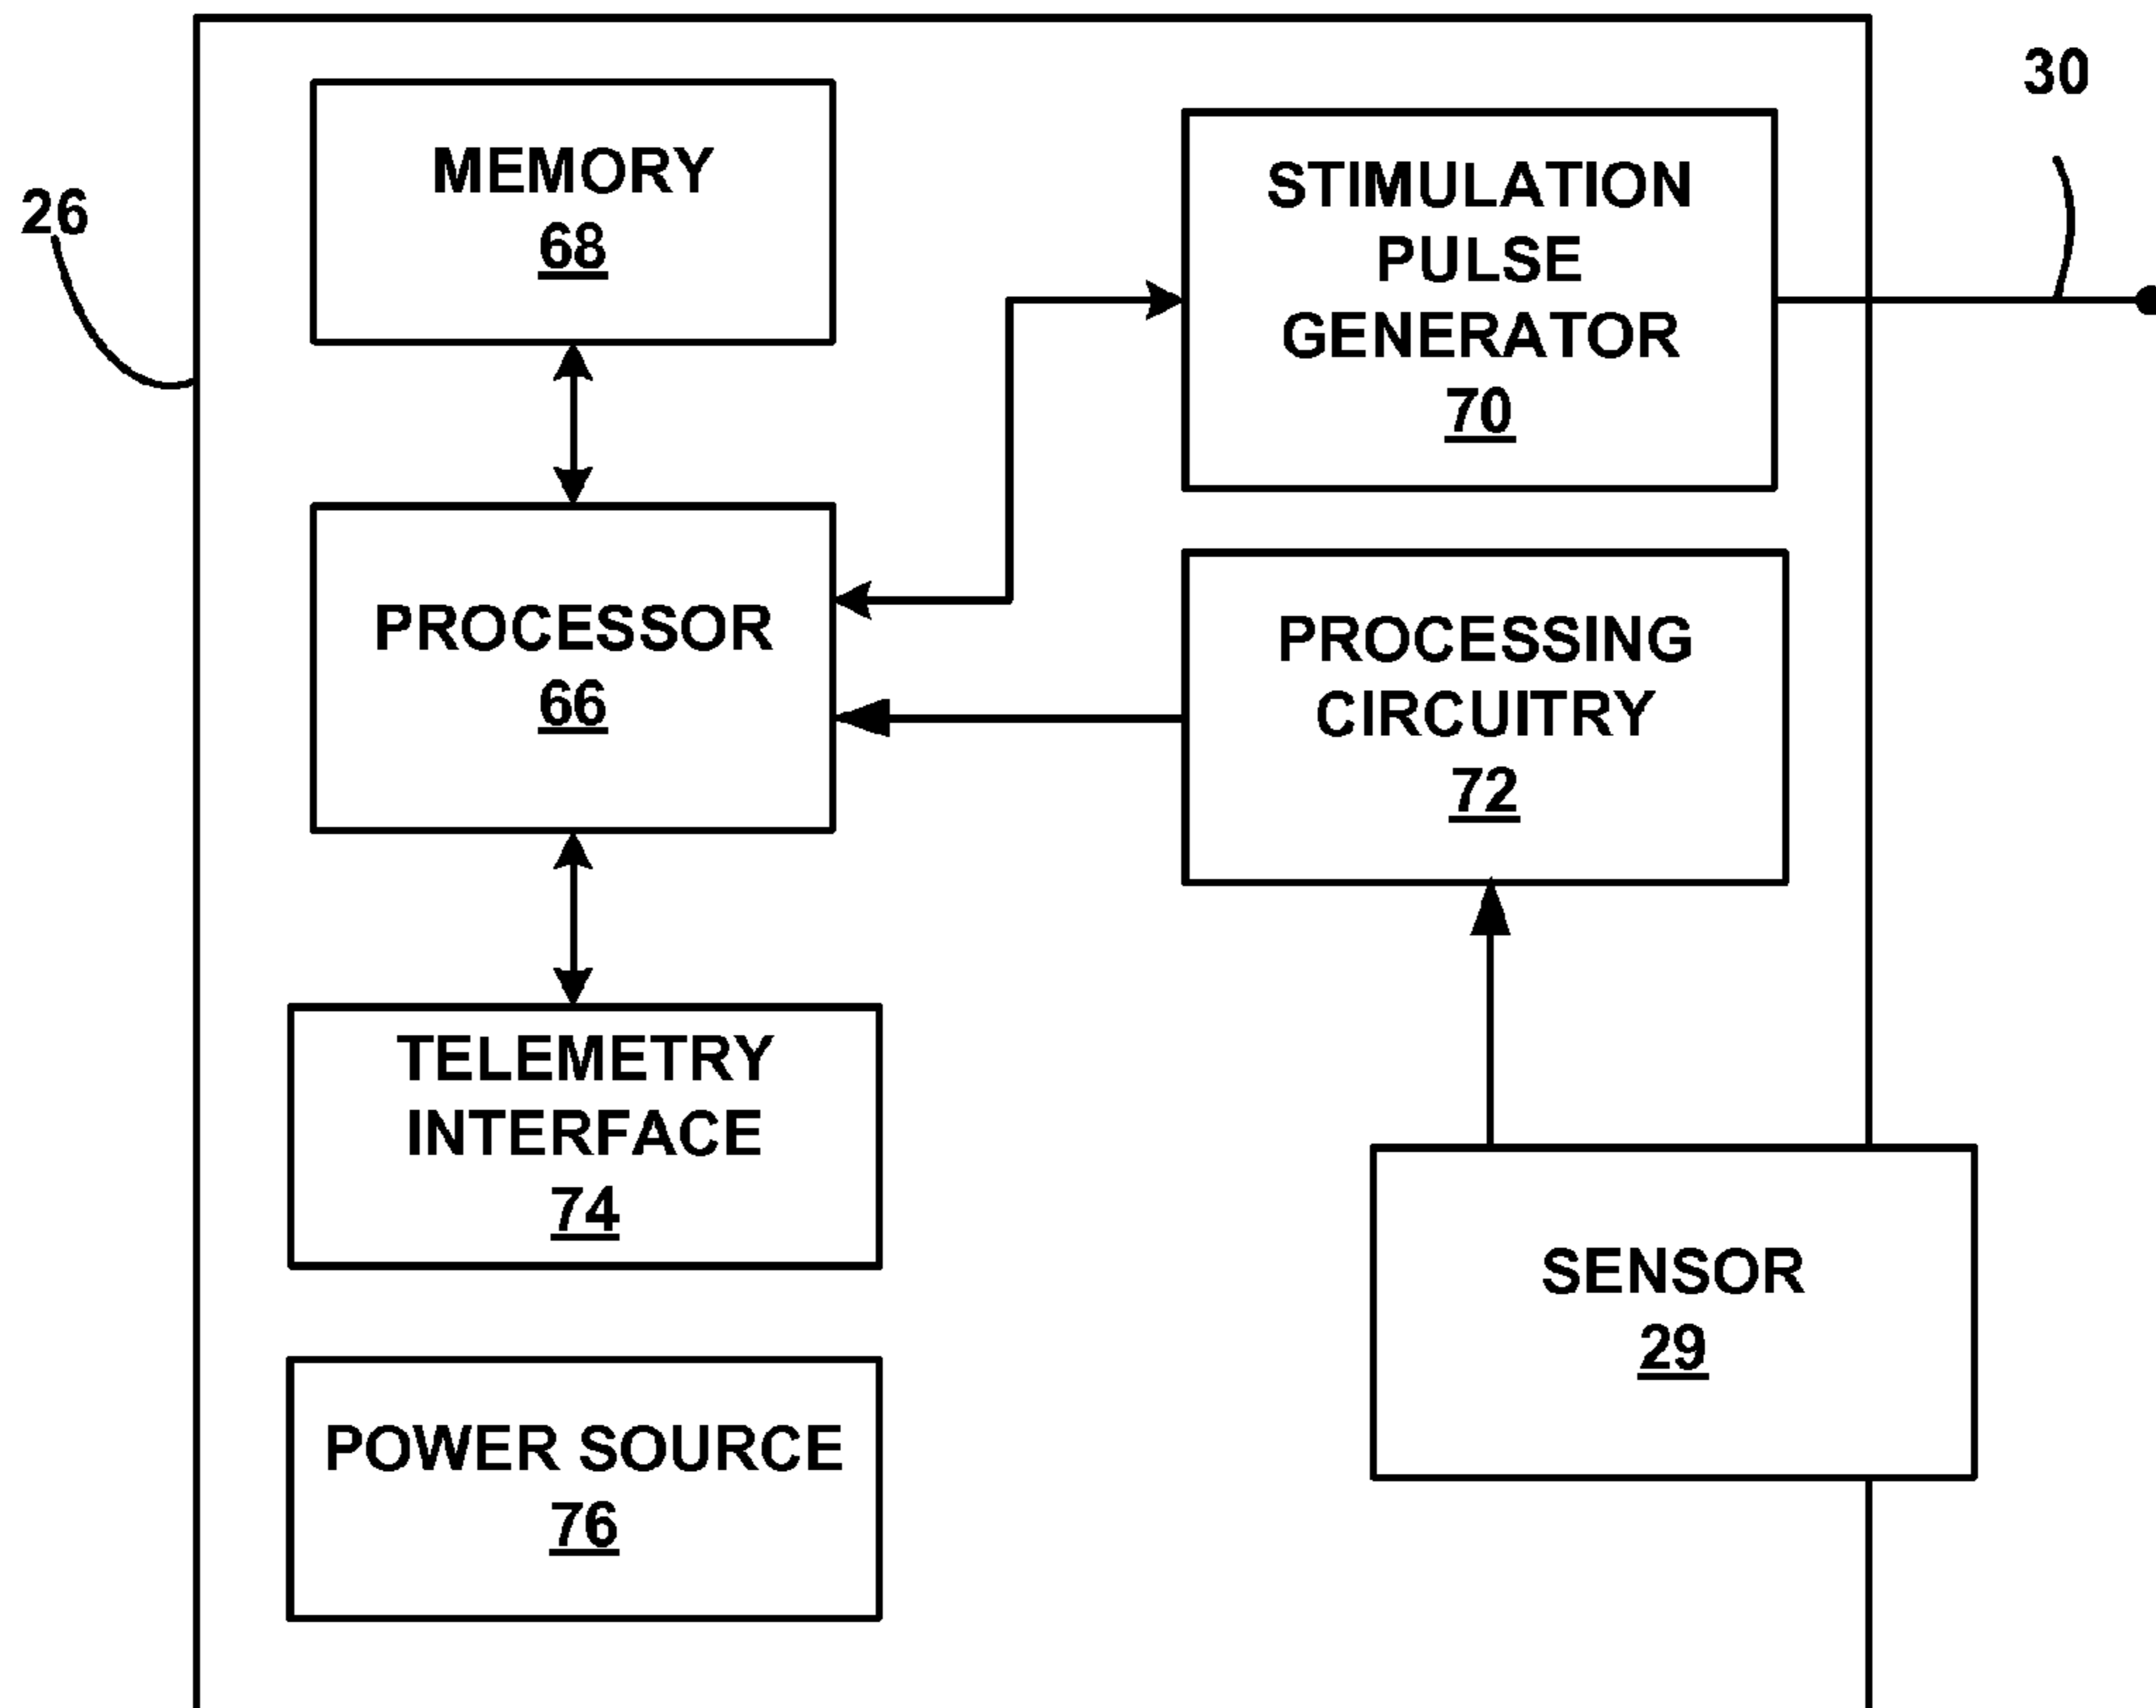 26
30
MEMORY
68
STIMULATION
PULSE
GENERATOR
70
PROCESSOR
66
PROCESSING
CIRCUITRY
72
TELEMETRY
INTERFACE
74
SENSOR
29
POWER SOURCE
76